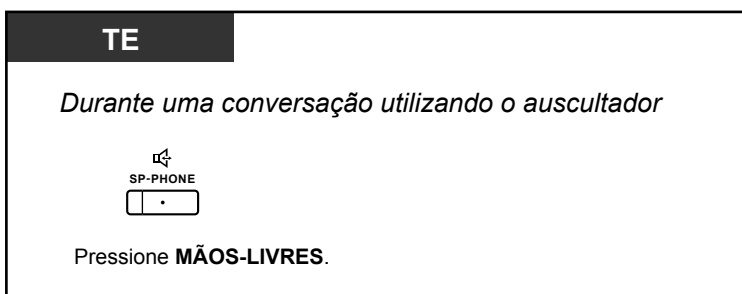 TE
Durante uma conversação utilizando o auscultador
SP-PHONE
Pressione MÃOS-LIVRES.